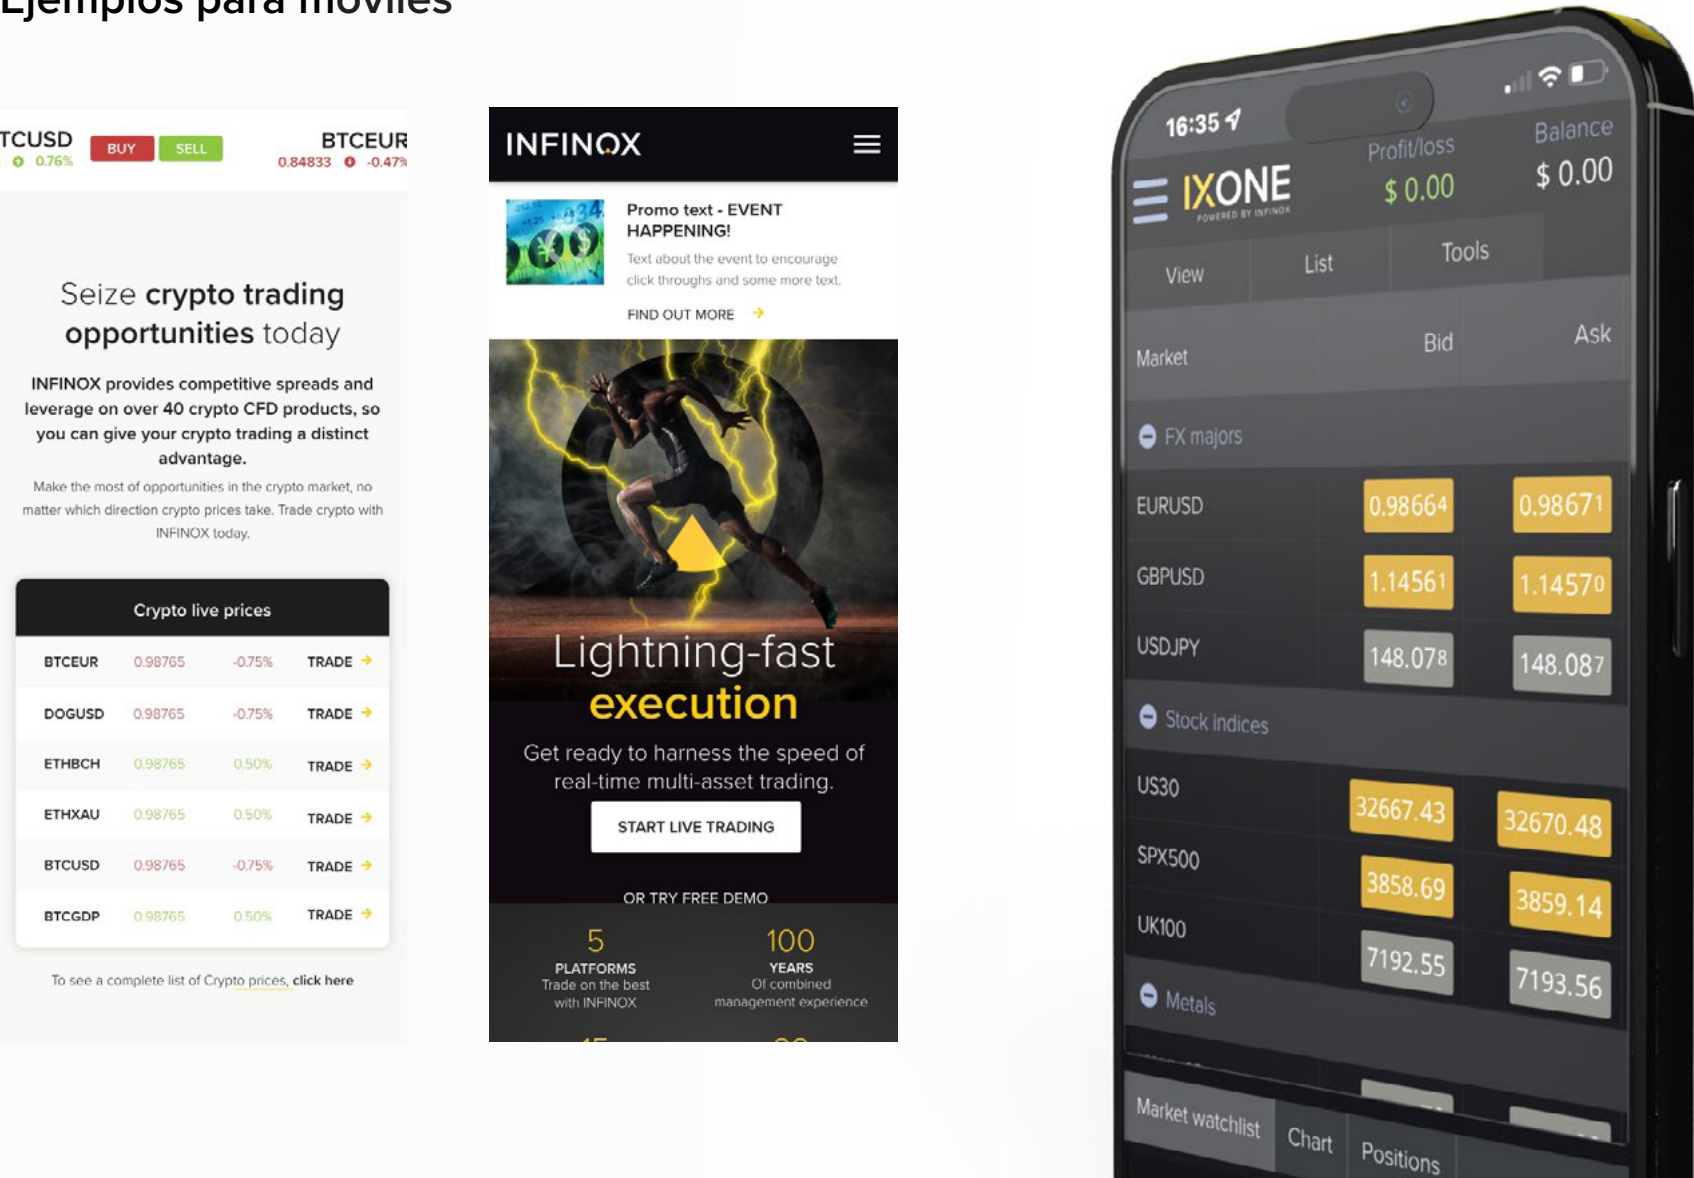 Ejemplos para móviles
TCUSD
0.76%
BUY
SELL
BTCEUR
0.84833 -0.47%
Seize crypto trading
opportunities today
INFINOX provides competitive spreads and
leverage on over 40 crypto CFD products, so
you can give your crypto trading a distinct
advantage.
Make the most of opportunities in the crypto market, no
matter which direction crypto prices take. Trade crypto with
INFINOX today.
Crypto live prices
BTCEUR 0.98765 -0.75% TRADE
DOGUSD 0.98765 -0.75% TRADE
ETHBCH 0.98765 0.50% TRADE
ETHXAU 0.98765 0.50% TRADE
BTCUSD 0.98765 -0.75% TRADE
BTCGDP 0.98765 0.50% TRADE
To see a complete list of Crypto prices, click here
INFINOX
Promo text - EVENT
HAPPENING!
Text about the event to encourage
click throughs and some more text.
FIND OUT MORE
Lightning-fast
execution
Get ready to harness the speed of
real-time multi-asset trading.
START LIVE TRADING
OR TRY FREE DEMO
5
PLATFORMS
Trade on the best
with INFINOX
100
YEARS
Of combined
management experience
16:35
IXONE
POWERED BY INFINOX
Profit/loss
$ 0.00
Balance
$ 0.00
View List Tools
Market Bid Ask
FX majors
EURUSD 0.98664 0.98671
GBPUSD 1.14561 1.14570
USDJPY 148.078 148.087
Stock indices
US30 32667.43 32670.48
SPX500 3858.69 3859.14
UK100 7192.55 7193.56
Metals
Market watchlist Chart Positions